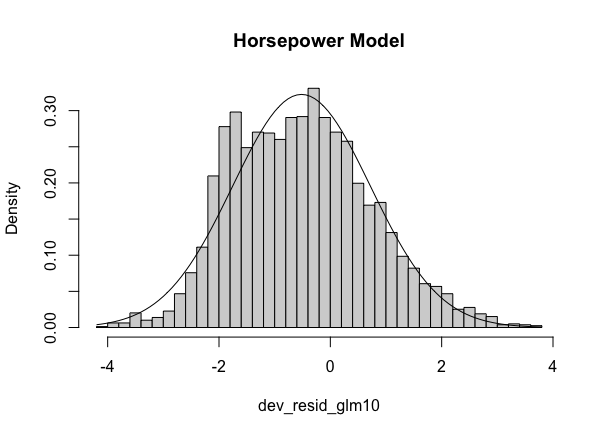 Horsepower Model
Density
0.30
0.20
0.10
0.00
-4 -2 0 2 4
dev_resid_glm10